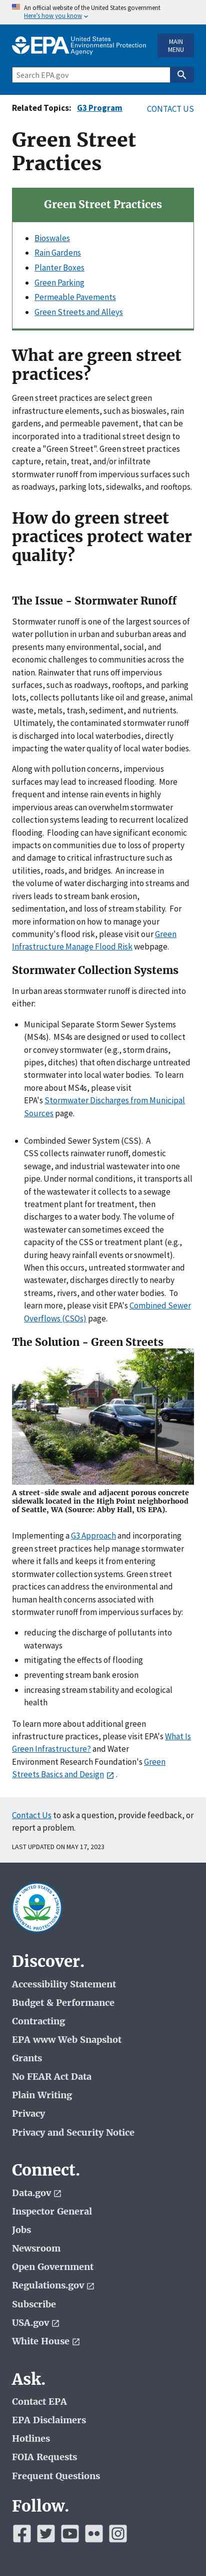 An official website of the United States government
Here's how you know
EPA United States
Environmental Protection
Agency
MAIN
MENU
Search EPA.gov
Related Topics: G3 Program
CONTACT US
Green Street
Practices
Green Street Practices
Bioswales
Rain Gardens
Planter Boxes
Green Parking
Permeable Pavements
Green Streets and Alleys
What are green street
practices?
Green street practices are select green
infrastructure elements, such as bioswales, rain
gardens, and permeable pavement, that can be
incorporated in a traditional street design to
create a "Green Street". Green streets practices
capture, retain, treat, and/or infiltrate
stormwater runoff from impervious surfaces such
as roadways, parking lots, sidewalks, and rooftops.
How do green street
practices protect water
quality?
The Issue - Stormwater Runoff
Stormwater runoff is one of the largest sources of
water pollution in urban and suburban areas and
impacts environmental, social, and economic
wellbeing of communities across the nation.
Rainwater that runs off impervious
surfaces, such as roadways, rooftops, and parking
lots, collects pollutants like oil and grease, animal
waste, metals, trash, sediment, and nutrients.
Ultimately, the contaminated stormwater runoff
is discharged into nearby waterbodies, ultimately
impacting the water quality of local water bodies.
Along with pollution concerns, impervious
surfaces may result in increased flooding. More
frequent and intense rain events in highly
impervious areas can overwhelm stormwater
collection systems leading to recurrent localized
flooding. Flooding can have significant economic
impacts on communities due to property damage
or impairment to critical infrastructure such as
utilities, roads, and bridges. An increase in
the volume of water discharging into rivers and
streams leads to stream bank erosion,
sedimentation, and physical habitat loss. For
more information on how to manage your
community's flood risk, please visit our Green
Infrastructure Manage Flood Risk webpage.
Stormwater Collection Systems
In urban areas stormwater runoff is directed into
either:
Municipal Separate Storm Sewer Systems
(MS4s). MS4s are designed to collect
or convey stormwater (e.g., storm drains,
pipes, ditches) that often discharge untreated
stormwater into local water bodies. To learn
more about MS4s, please visit
EPA's Stormwater Discharges from Municipal
Sources page.
Combined Sewer System (CSS). A
CSS collects rainwater runoff, domestic
sewage, and industrial wastewater into one
pipe. Under normal conditions, it transports all
of the wastewater it collects to a sewage
treatment plant for treatment, then
discharges to a water body. The volume of
wastewater can sometimes exceed the
capacity of the CSS or treatment plant (e.g.,
during heavy rainfall events or snowmelt).
When this occurs, untreated stormwater and
wastewater discharges directly to nearby
streams, rivers, and other water bodies. To
learn more, please visit EPA's Combined Sewer
Overflows (CSOs) page.
The Solution - Green Streets
A street-side swale and adjacent porous concrete
sidewalk located in the High Point neighborhood
of Seattle, WA (Source: Abby Hall, US EPA).
Implementing a G3 Approach and incorporating
green street practices help manage stormwater
where it falls and keeps it from entering
stormwater collection systems. Green street
practices can also benefit the environmental and
human health concerns associated with
stormwater runoff from impervious surfaces by:
reducing the discharge of pollutants into
waterways
mitigating the effects of flooding
preventing stream bank erosion
increasing stream stability and ecological
health
To learn more about additional green
infrastructure practices, please visit EPA's What Is
Green Infrastructure? and Water
Environment Research Foundation's Green
Streets Basics and Design.
Contact Us to ask a question, provide feedback, or
report a problem.
LAST UPDATED ON MAY 17, 2023
Discover.
Accessibility Statement
Budget & Performance
Contracting
EPA www Web Snapshot
Grants
No FEAR Act Data
Plain Writing
Privacy
Privacy and Security Notice
Connect.
Data.gov
Inspector General
Jobs
Newsroom
Open Government
Regulations.gov
Subscribe
USA.gov
White House
Ask.
Contact EPA
EPA Disclaimers
Hotlines
FOIA Requests
Frequent Questions
Follow.